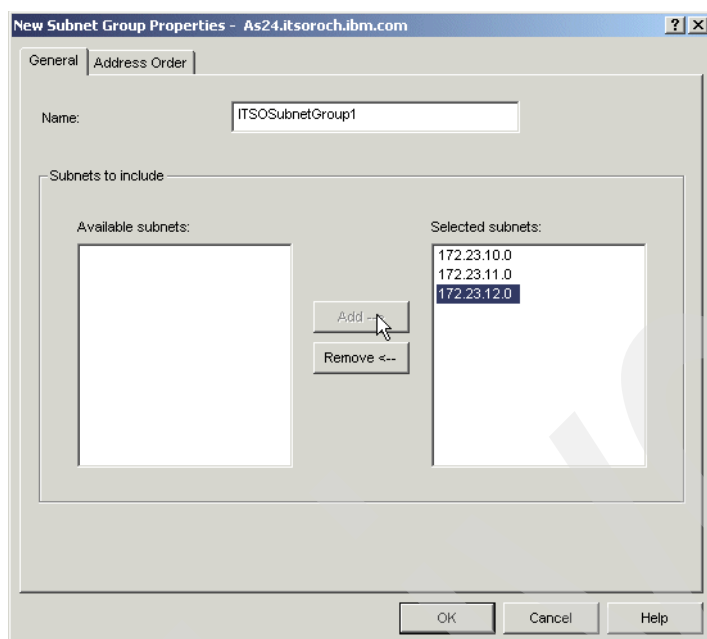 New Subnet Group Properties - As24.itsoroch.ibm.com
General
Address Order
Name:
ITSOSubnetGroup1
Subnets to include
Available subnets:
Selected subnets:
172.23.10.0
172.23.11.0
172.23.12.0
Add -->
Remove <--
OK
Cancel
Help